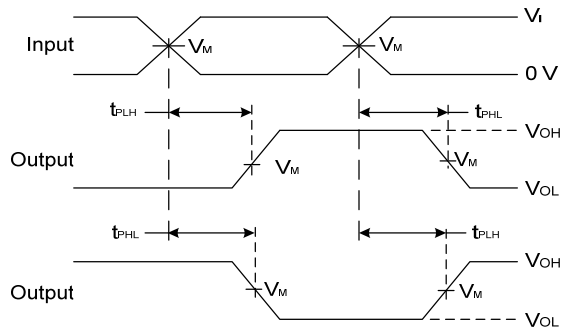 VI
Input VM VM
0 V
tPLH tPHL
VOH
Output VM VM
VOL
tPHL tPLH
VOH
Output VM VM
VOL